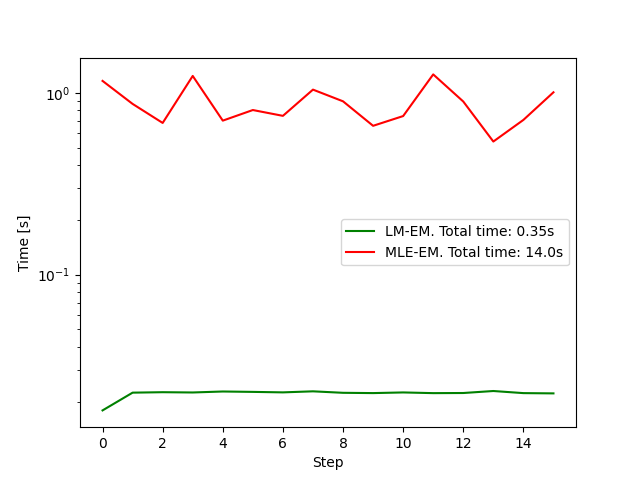 10⁰
10⁻¹
Time [s]
LM-EM. Total time: 0.35s
MLE-EM. Total time: 14.0s
0 2 4 6 8 10 12 14
Step